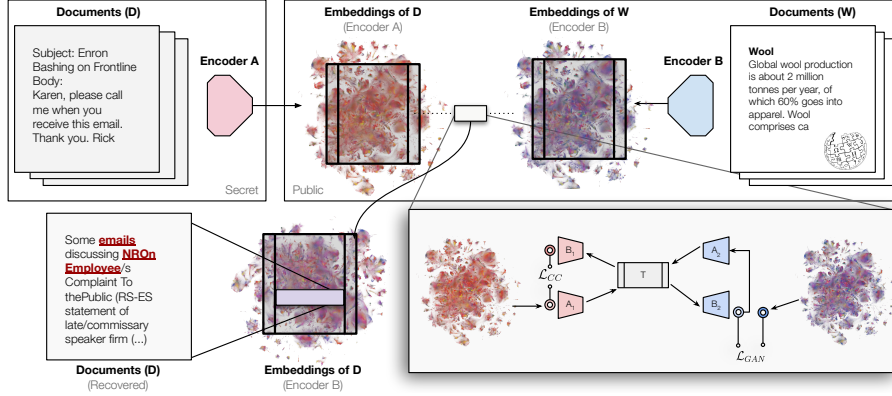 Documents (D)
Subject: Enron
Bashing on Frontline
Body:
Karen, please call
me when you
receive this email.
Thank you. Rick
Encoder A
Secret
Embeddings of D
(Encoder A)
Embeddings of W
(Encoder B)
Public
Encoder B
Documents (W)
Wool
Global wool production
is about 2 million
tonnes per year, of
which 60% goes into
apparel. Wool
comprises ca
Some emails
discussing NROn
Employee/s
Complaint To
thePublic (RS-ES
statement of
late/commissary
speaker firm (...)
Documents (D)
(Recovered)
Embeddings of D
(Encoder B)
B₁
A₂
ℒCC
T
A₁
B₂
ℒGAN